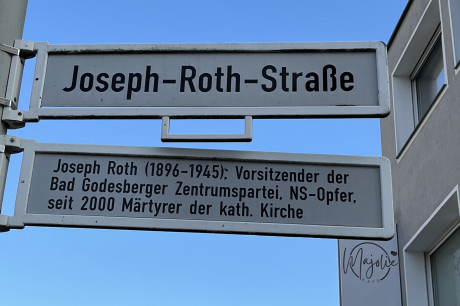 Joseph-Roth-Straße
Joseph Roth (1896-1945); Vorsitzender der
Bad Godesberger Zentrumspartei, NS-Opfer,
seit 2000 Märtyrer der kath. Kirche
Majolie